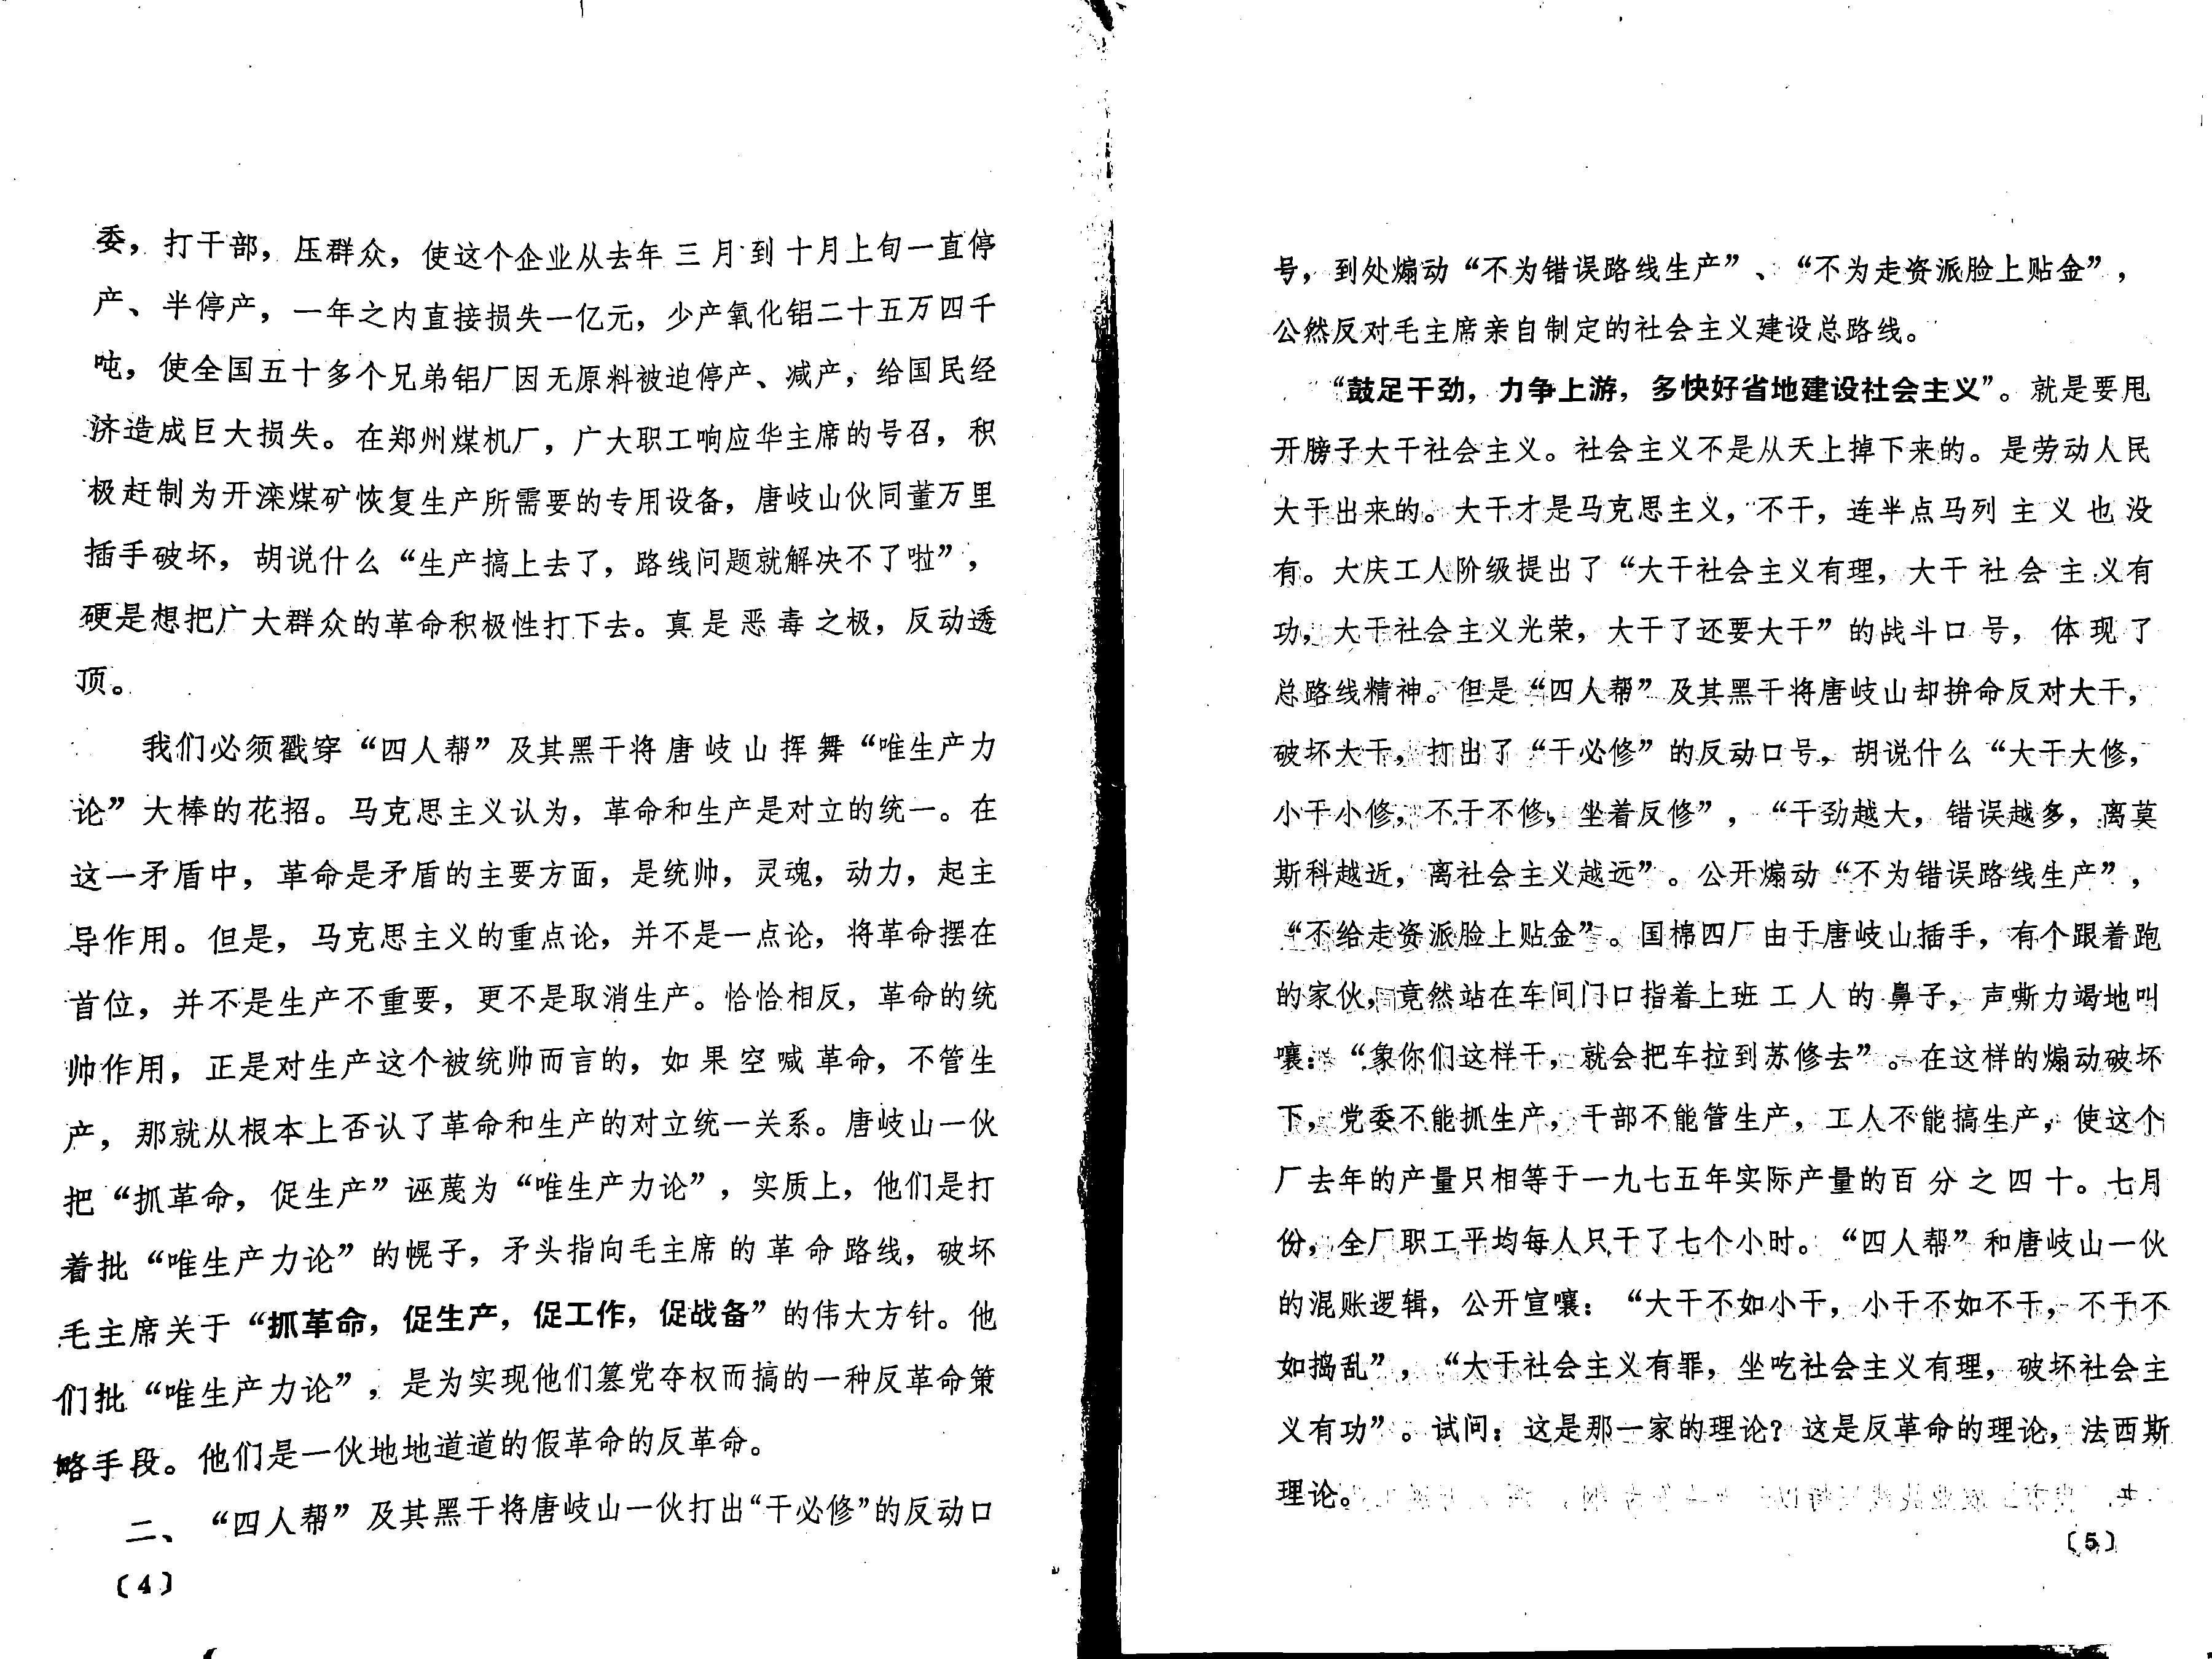 委，打干部，压群众，使这个企业从去年三月到十月上旬一直停
产、半停产，一年之内直接损失一亿元，少产氧化铝二十五万四千
吨，使全国五十多个兄弟铝厂因无原料被迫停产、减产，给国民经
济造成巨大损失。在郑州煤机厂，广大职工响应华主席的号召，积
极赶制为开滦煤矿恢复生产所需要的专用设备，唐岐山伙同董万里
插手破坏，胡说什么“生产搞上去了，路线问题就解决不了啦”，
硬是想把广大群众的革命积极性打下去。真是恶毒之极，反动透
顶。
我们必须戳穿“四人帮”及其黑干将唐岐山挥舞“唯生产力
论”大棒的花招。马克思主义认为，革命和生产是对立的统一。在
这一矛盾中，革命是矛盾的主要方面，是统帅，灵魂，动力，起主
导作用。但是，马克思主义的重点论，并不是一点论，将革命摆在
首位，并不是生产不重要，更不是取消生产。恰恰相反，革命的统
帅作用，正是对生产这个被统帅而言的，如果空喊革命，不管生
产，那就从根本上否认了革命和生产的对立统一关系。唐岐山一伙
把“抓革命，促生产”诬蔑为“唯生产力论”，实质上，他们是打
着批“唯生产力论”的幌子，矛头指向毛主席的革命路线，破坏
毛主席关于“抓革命，促生产，促工作，促战备”的伟大方针。他
们批“唯生产力论”，是为实现他们篡党夺权而搞的一种反革命策
略手段。他们是一伙地地道道的假革命的反革命。
二、“四人帮”及其黑干将唐岐山一伙打出“干必修”的反动口
〔4〕
号，到处煽动“不为错误路线生产”、“不为走资派脸上贴金”，
公然反对毛主席亲自制定的社会主义建设总路线。
“鼓足干劲，力争上游，多快好省地建设社会主义”。就是要甩
开膀子大干社会主义。社会主义不是从天上掉下来的。是劳动人民
大干出来的。大干才是马克思主义，不干，连半点马列主义也没
有。大庆工人阶级提出了“大干社会主义有理，大干社会主义有
功，大干社会主义光荣，大干了还要大干”的战斗口号，体现了
总路线精神。但是“四人帮”及其黑干将唐岐山却拚命反对大干，
破坏大干，打出了“干必修”的反动口号，胡说什么“大干大修，
小干小修，不干不修，坐着反修”，“干劲越大，错误越多，离莫
斯科越近，离社会主义越远”。公开煽动“不为错误路线生产”，
“不给走资派脸上贴金”。国棉四厂由于唐岐山插手，有个跟着跑
的家伙，竟然站在车间门口指着上班工人的鼻子，声嘶力竭地叫
嚷：“象你们这样干，就会把车拉到苏修去”。在这样的煽动破坏
下，党委不能抓生产，干部不能管生产，工人不能搞生产，使这个
厂去年的产量只相等于一九七五年实际产量的百分之四十。七月
份，全厂职工平均每人只干了七个小时。“四人帮”和唐岐山一伙
的混账逻辑，公开宣嚷：“大干不如小干，小干不如不干，不干不
如捣乱”，“大干社会主义有罪，坐吃社会主义有理，破坏社会主
义有功”。试问：这是那一家的理论？这是反革命的理论，法西斯
理论。
〔5〕